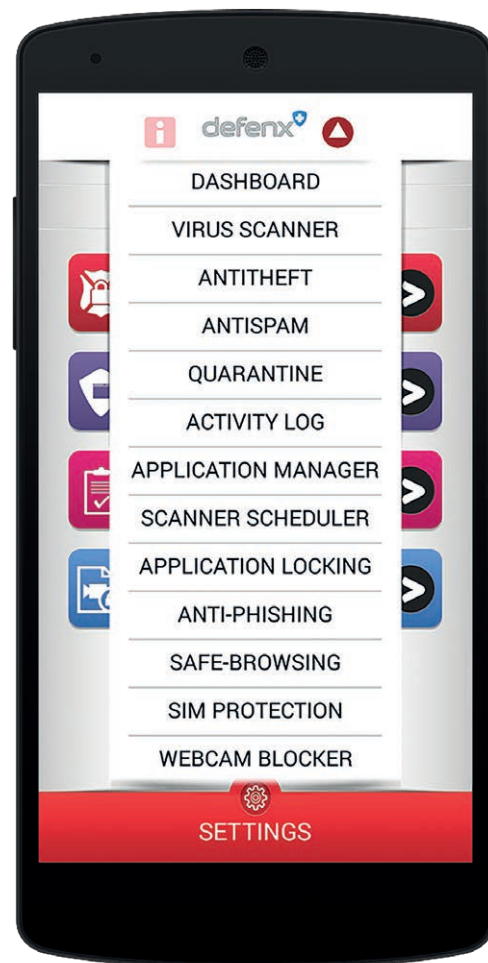 defenx
DASHBOARD
VIRUS SCANNER
ANTITHEFT
ANTISPAM
QUARANTINE
ACTIVITY LOG
APPLICATION MANAGER
SCANNER SCHEDULER
APPLICATION LOCKING
ANTI-PHISHING
SAFE-BROWSING
SIM PROTECTION
WEBCAM BLOCKER
SETTINGS